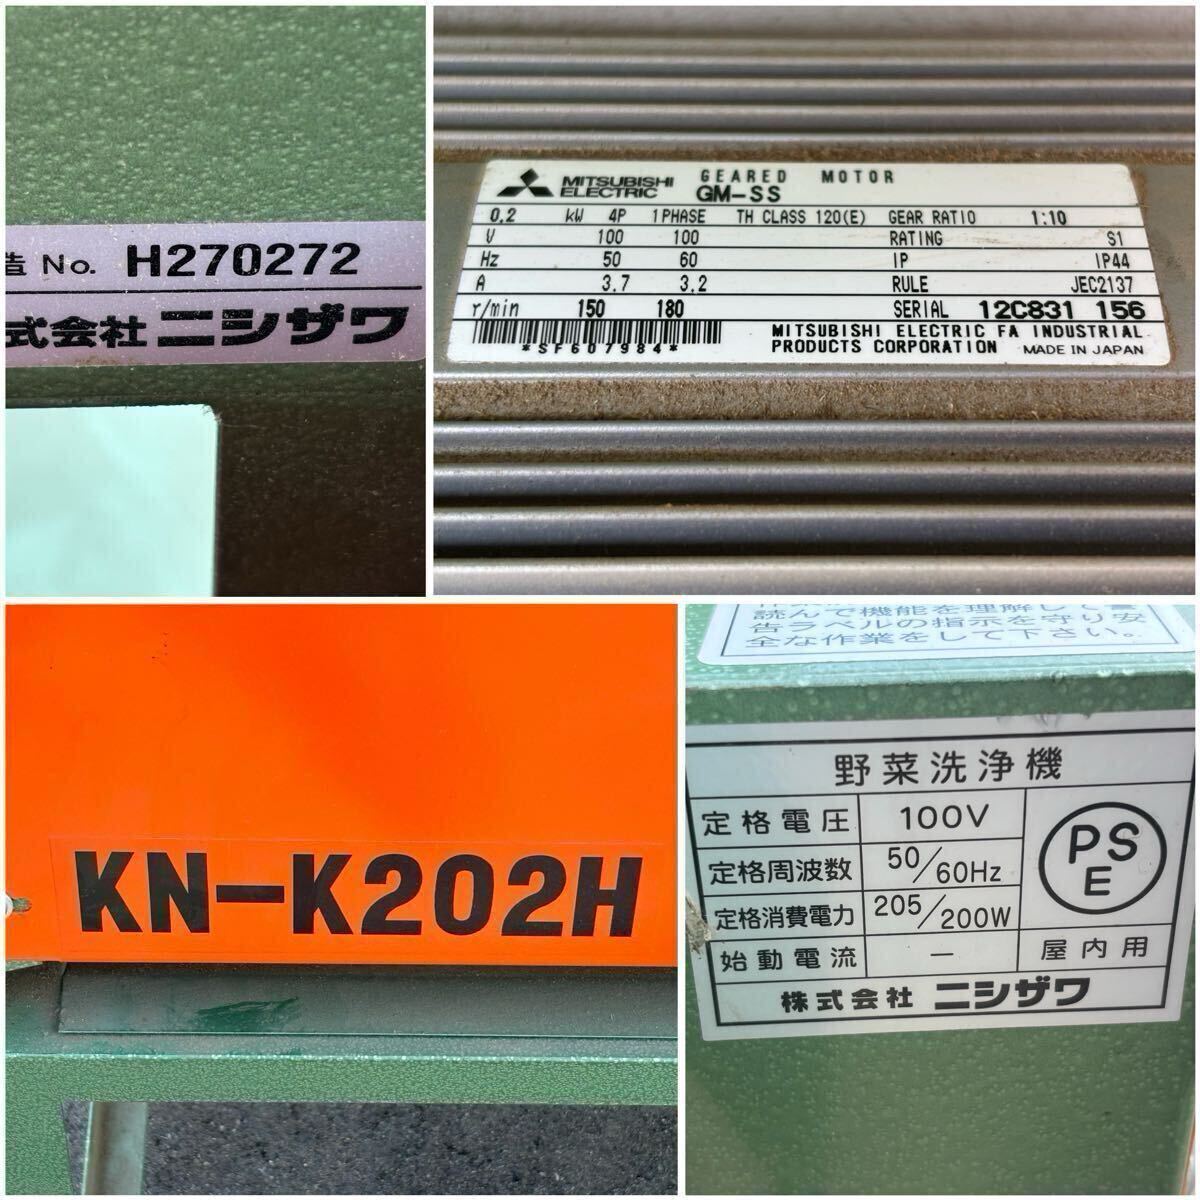 造 No. H270272
式会社 ニシザワ
MITSUBISHI ELECTRIC GEARED MOTOR GM-SS
0.2 kW 4P 1PHASE TH CLASS 120(E) GEAR RATIO 1:10
V 100 100 RATING S1
Hz 50 60 IP IP44
A 3.7 3.2 RULE JEC2137
r/min 150 180 SERIAL 12C831 156
*SF607984*
MITSUBISHI ELECTRIC FA INDUSTRIAL
PRODUCTS CORPORATION MADE IN JAPAN
KN-K202H
読んで機能を理解して
告ラベルの指示を守り安
全な作業をして下さい。
野菜洗浄機
定格電圧 100V
定格周波数 50/60Hz
PSE
定格消費電力 205/200W
始動電流 — 屋内用
株式会社 ニシザワ